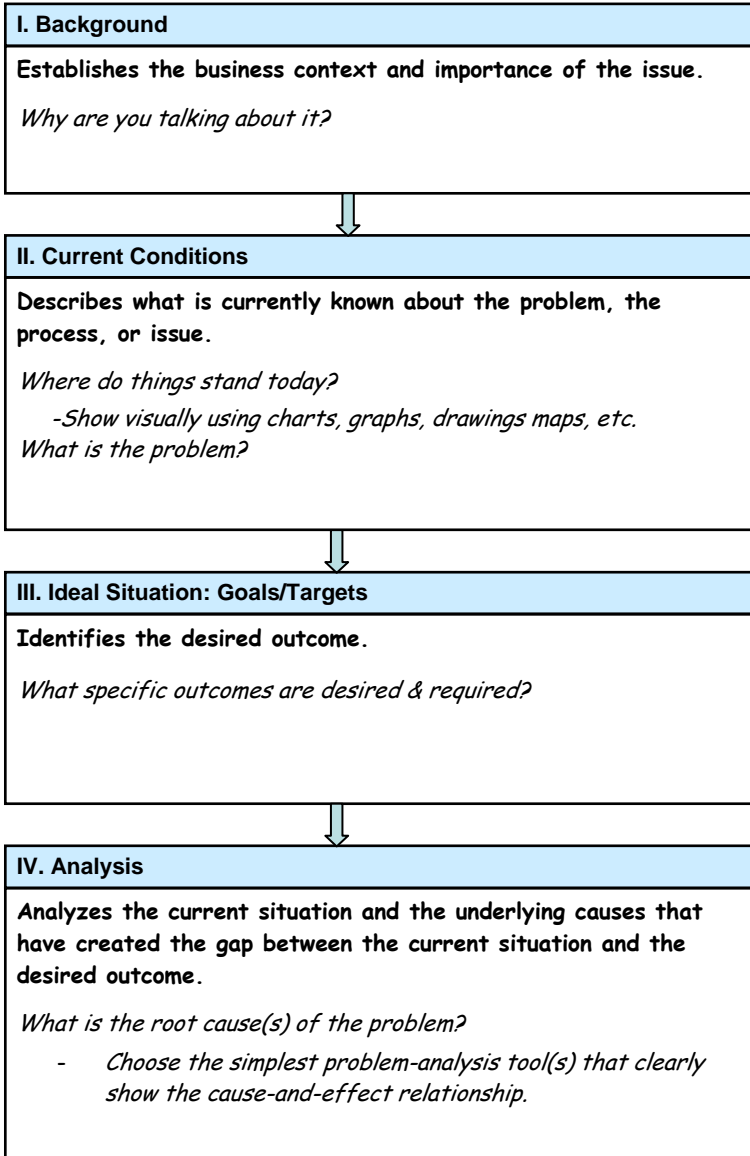 I. Background
Establishes the business context and importance of the issue.
Why are you talking about it?
II. Current Conditions
Describes what is currently known about the problem, the
process, or issue.
Where do things stand today?
-Show visually using charts, graphs, drawings maps, etc.
What is the problem?
III. Ideal Situation: Goals/Targets
Identifies the desired outcome.
What specific outcomes are desired & required?
IV. Analysis
Analyzes the current situation and the underlying causes that
have created the gap between the current situation and the
desired outcome.
What is the root cause(s) of the problem?
- Choose the simplest problem-analysis tool(s) that clearly
show the cause-and-effect relationship.